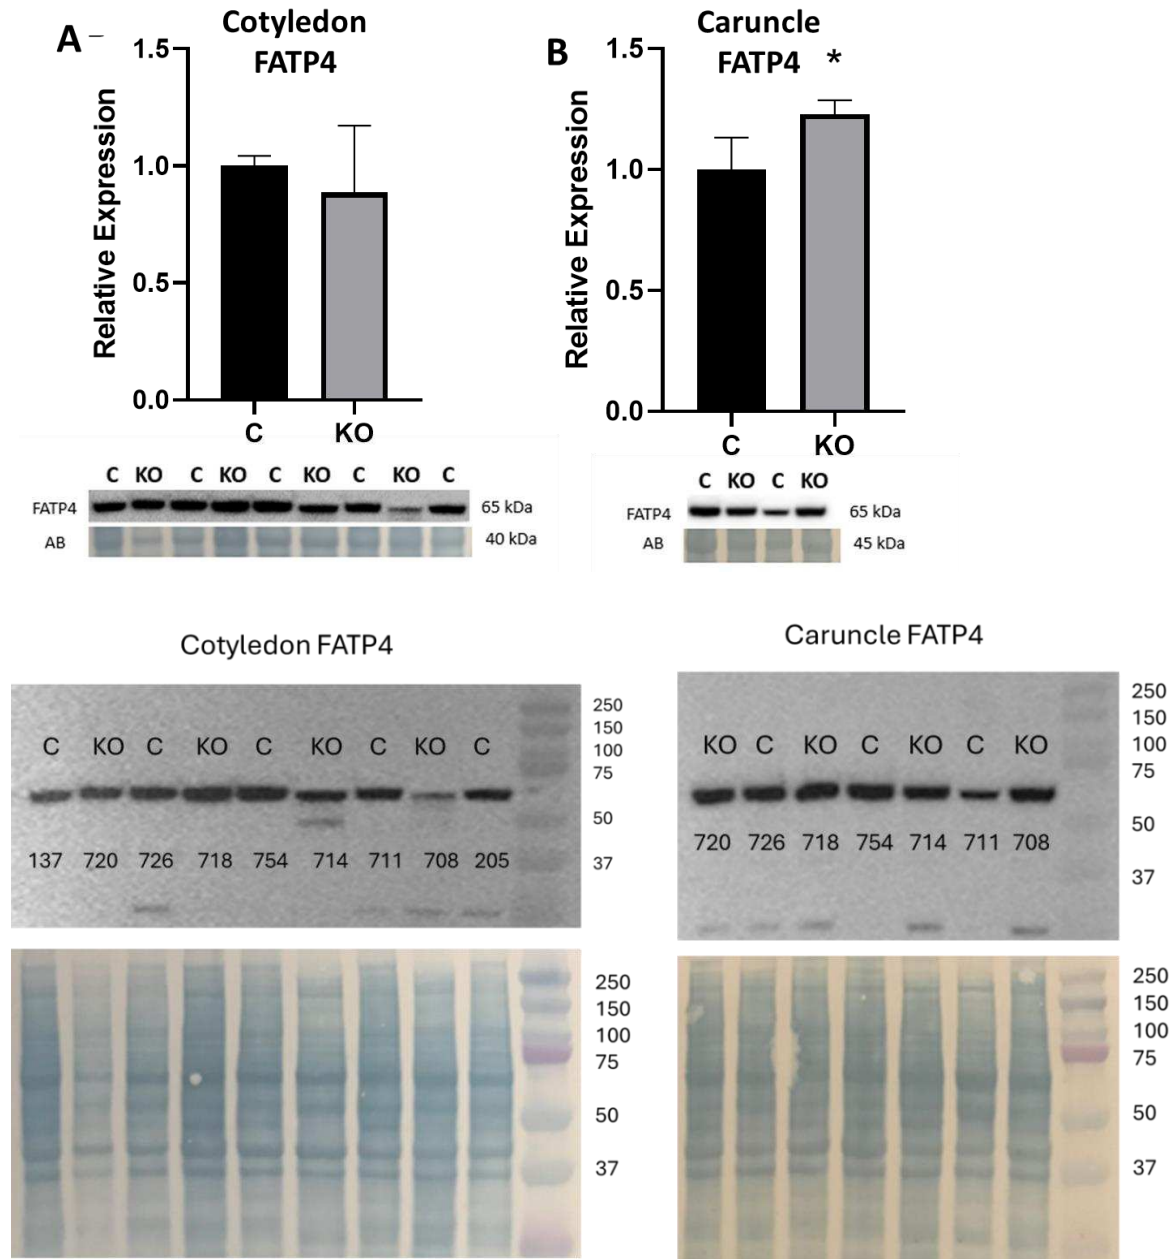 A
Cotyledon
FATP4
1.5
1.0
0.5
0.0
Relative Expression
C KO
C KO C KO C KO C KO C
FATP4 65 kDa
AB 40 kDa
B
Caruncle
FATP4 *
1.5
1.0
0.5
0.0
Relative Expression
C KO
C KO C KO
FATP4 65 kDa
AB 45 kDa
Cotyledon FATP4
C KO C KO C KO C KO C
137 720 726 718 754 714 711 708 205
250
150
100
75
50
37
250
150
100
75
50
37
Caruncle FATP4
KO C KO C KO C KO
720 726 718 754 714 711 708
250
150
100
75
50
37
250
150
100
75
50
37